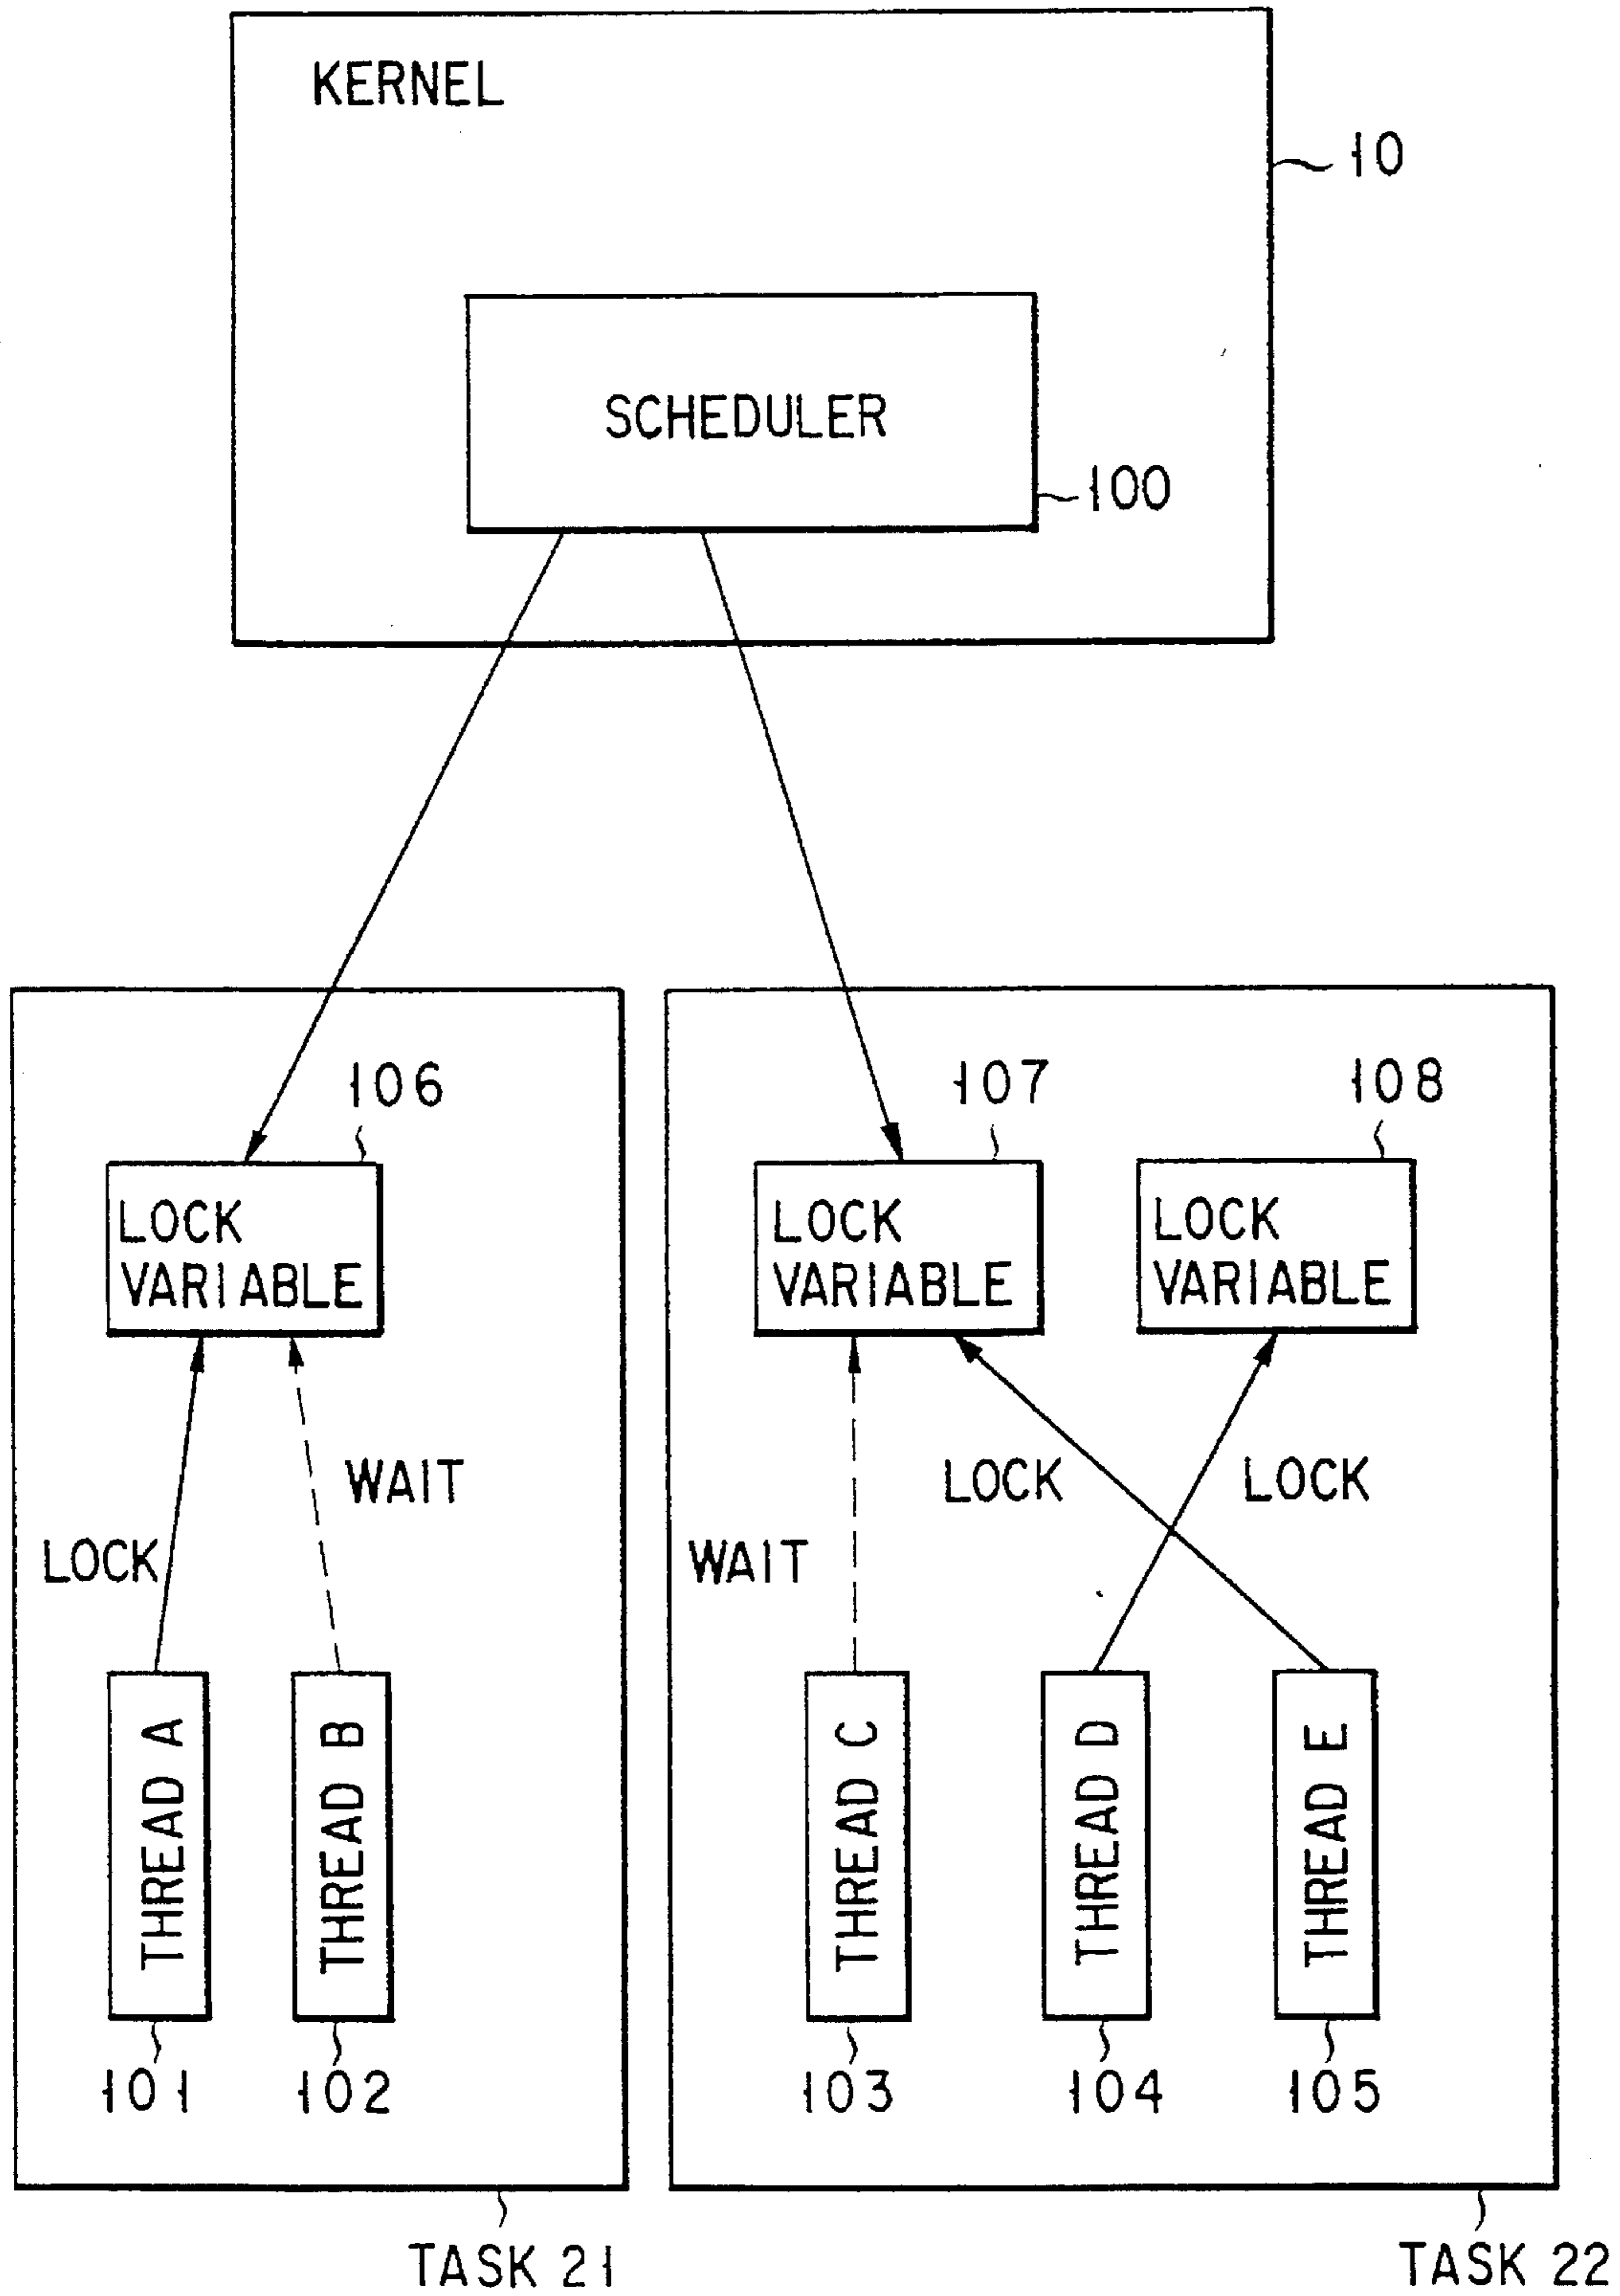 KERNEL
10
SCHEDULER
100
106
107
108
LOCK
VARIABLE
LOCK
VARIABLE
LOCK
VARIABLE
WAIT
LOCK
LOCK
LOCK
WAIT
THREAD A
THREAD B
THREAD C
THREAD D
THREAD E
101
102
103
104
105
TASK 21
TASK 22